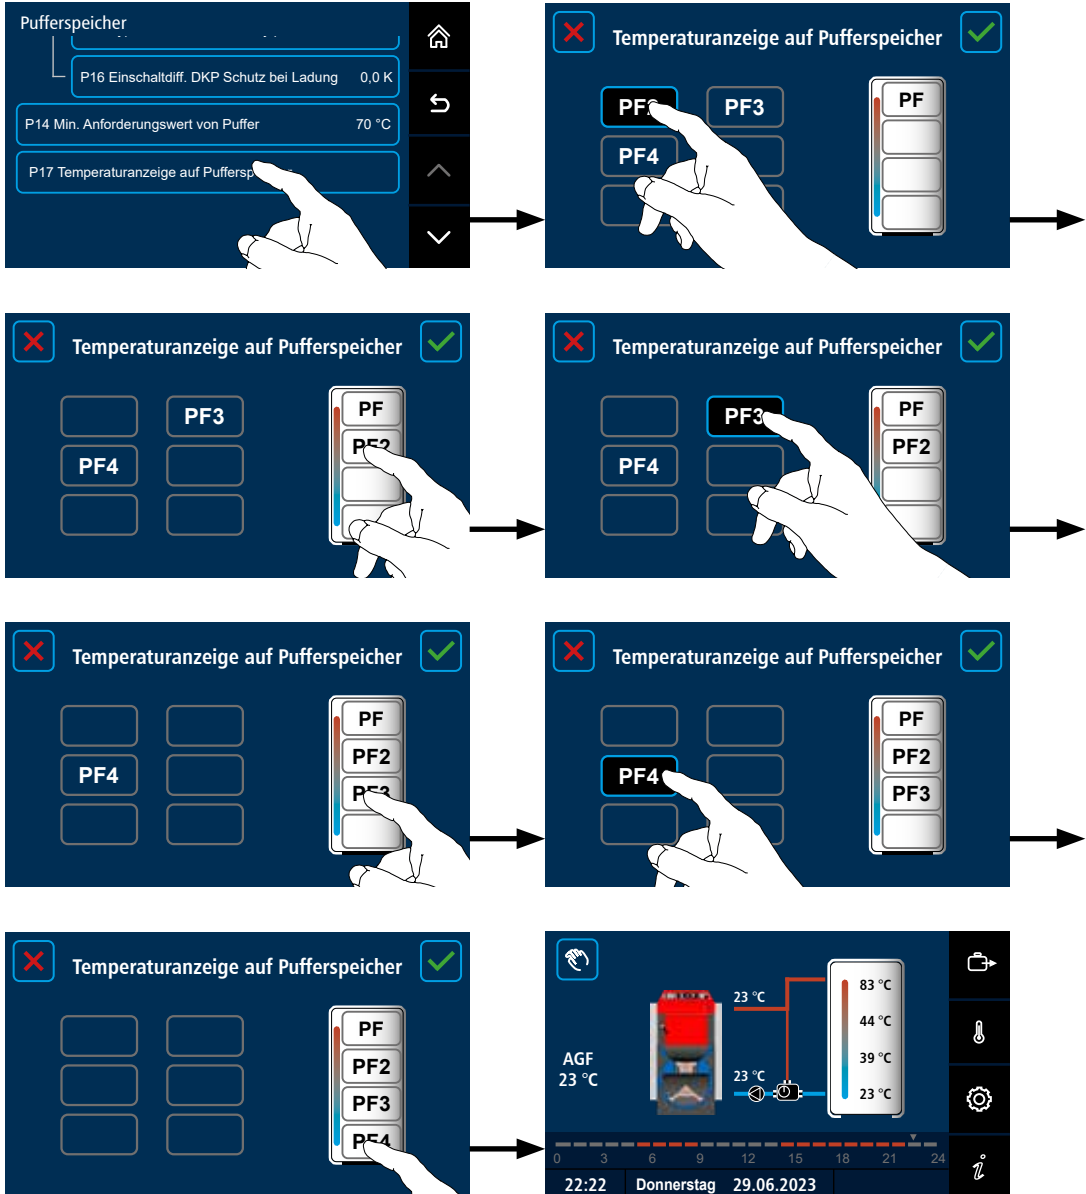 Pufferspeicher
P16 Einschaltdiff. DKP Schutz bei Ladung 0,0 K
P14 Min. Anforderungswert von Puffer 70 °C
P17 Temperaturanzeige auf
Temperaturanzeige auf Pufferspeicher
PF3
PF
PF4
Temperaturanzeige auf Pufferspeicher
PF3
PF
PF2
PF4
Temperaturanzeige auf Pufferspeicher
PF3
PF
PF2
PF4
Temperaturanzeige auf Pufferspeicher
PF
PF2
PF4
PF3
Temperaturanzeige auf Pufferspeicher
PF
PF2
PF4
PF3
Temperaturanzeige auf Pufferspeicher
PF
PF2
PF3
PF4
83 °C
23 °C
44 °C
AGF
23 °C
39 °C
23 °C
23 °C
0 3 6 9 12 15 18 21 24
22:22 Donnerstag 29.06.2023
i